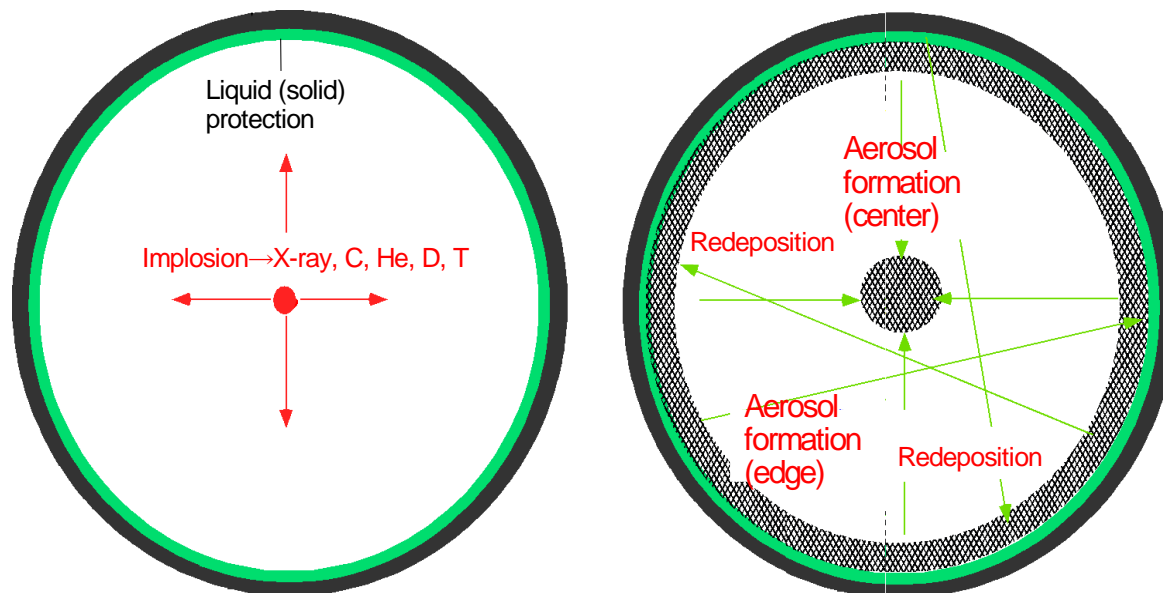 Liquid (solid)
protection
Implosion→X-ray, C, He, D, T
Aerosol
formation
(center)
Redeposition
Aerosol
formation
(edge)
Redeposition